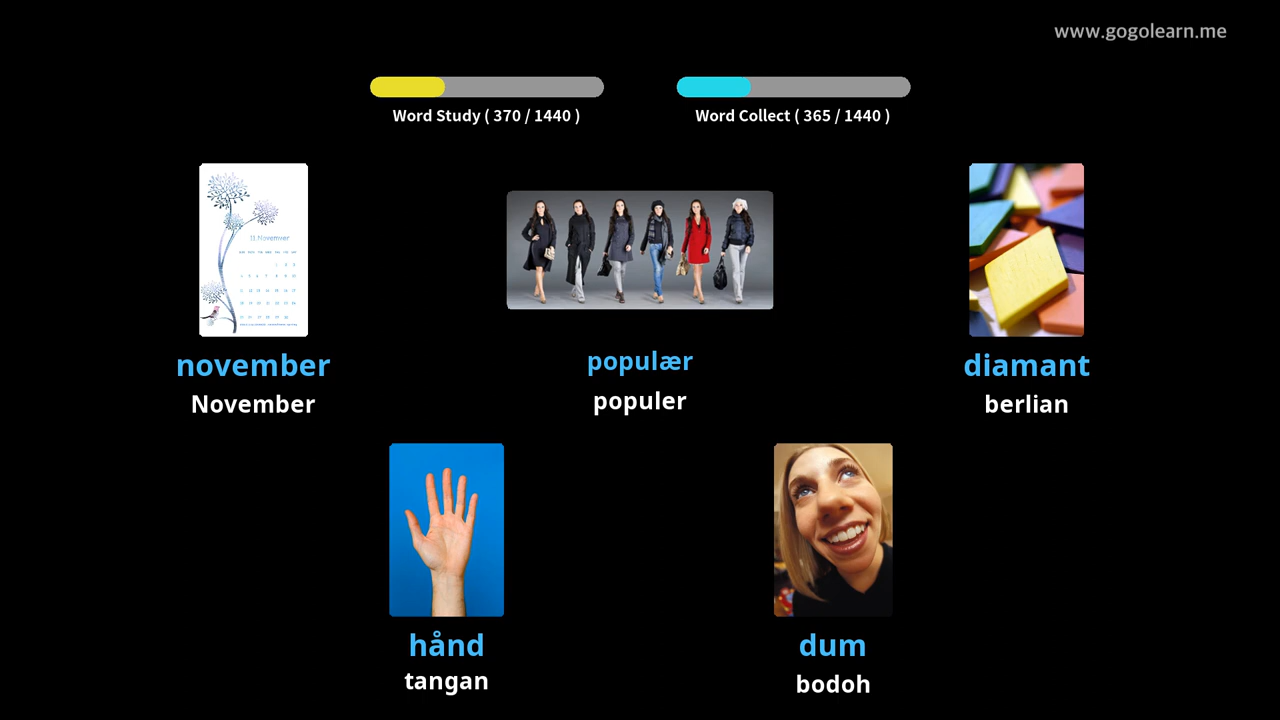 www.gogolearn.me
Word Study ( 370 / 1440 )
Word Collect ( 365 / 1440 )
november
November
populær
populer
diamant
berlian
hånd
tangan
dum
bodoh